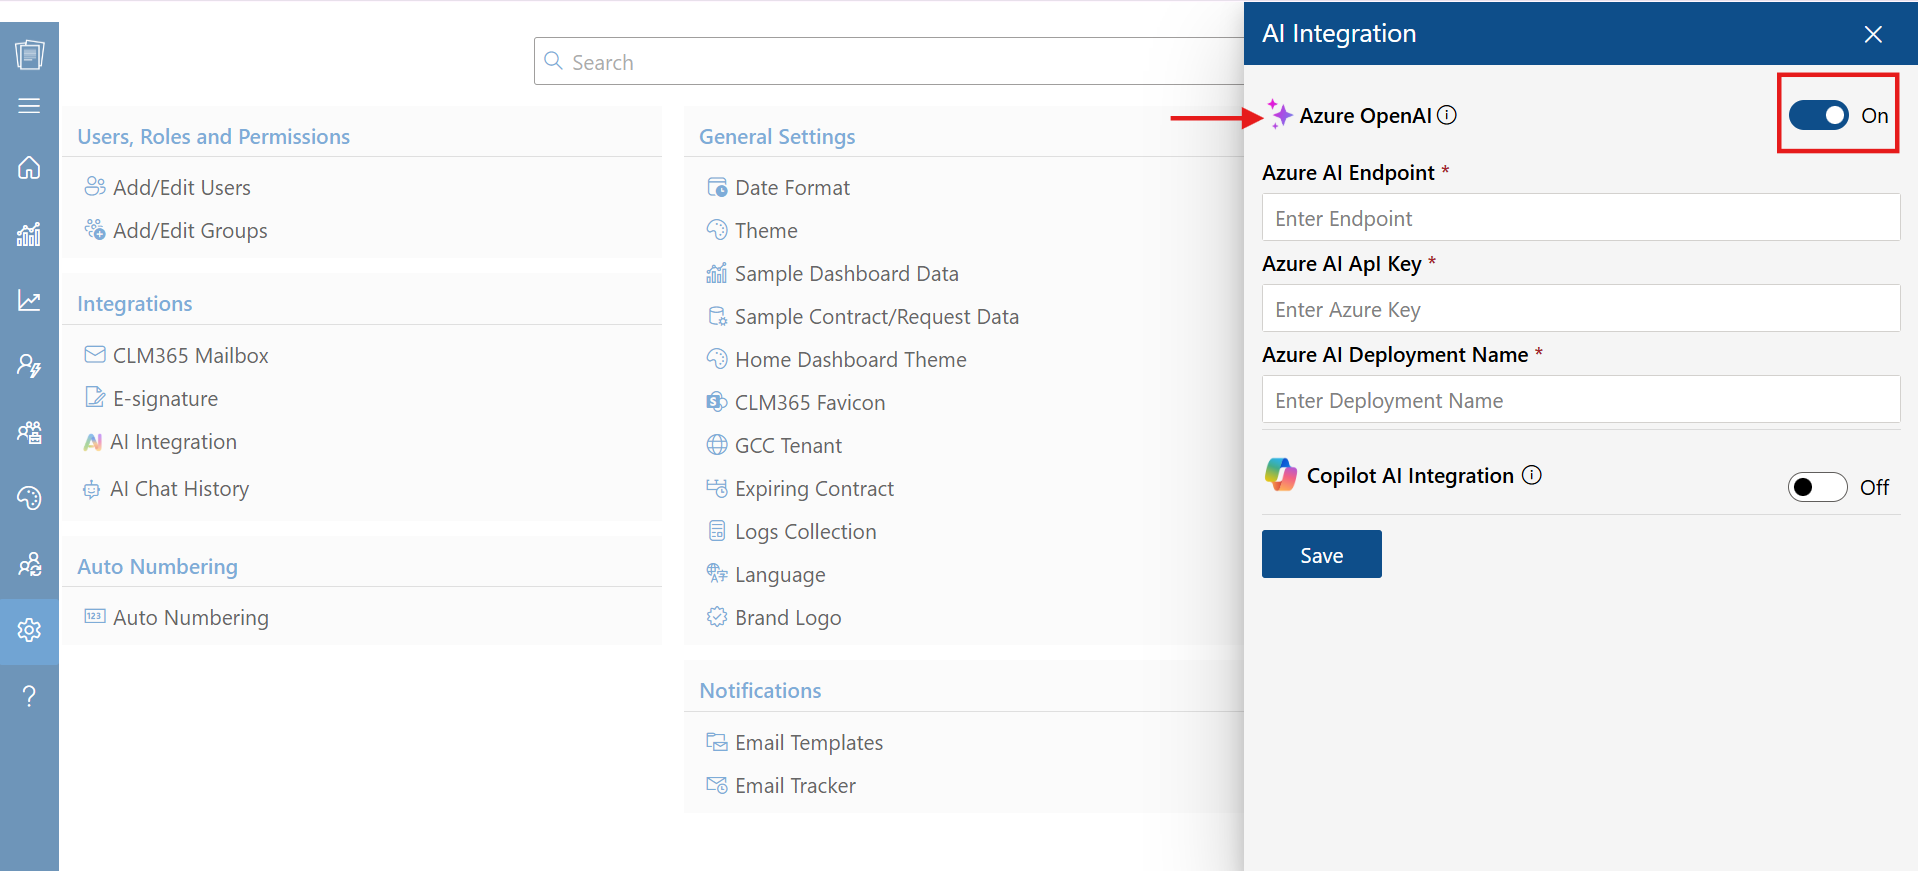 Search
Users, Roles and Permissions
Add/Edit Users
Add/Edit Groups
Integrations
CLM365 Mailbox
E-signature
AI Integration
AI Chat History
Auto Numbering
123 Auto Numbering
General Settings
Date Format
Theme
Sample Dashboard Data
Sample Contract/Request Data
Home Dashboard Theme
CLM365 Favicon
GCC Tenant
Expiring Contract
Logs Collection
Language
Brand Logo
Notifications
Email Templates
Email Tracker
AI Integration
Azure OpenAI On
Azure AI Endpoint *
Enter Endpoint
Azure AI ApI Key *
Enter Azure Key
Azure AI Deployment Name *
Enter Deployment Name
Copilot AI Integration Off
Save